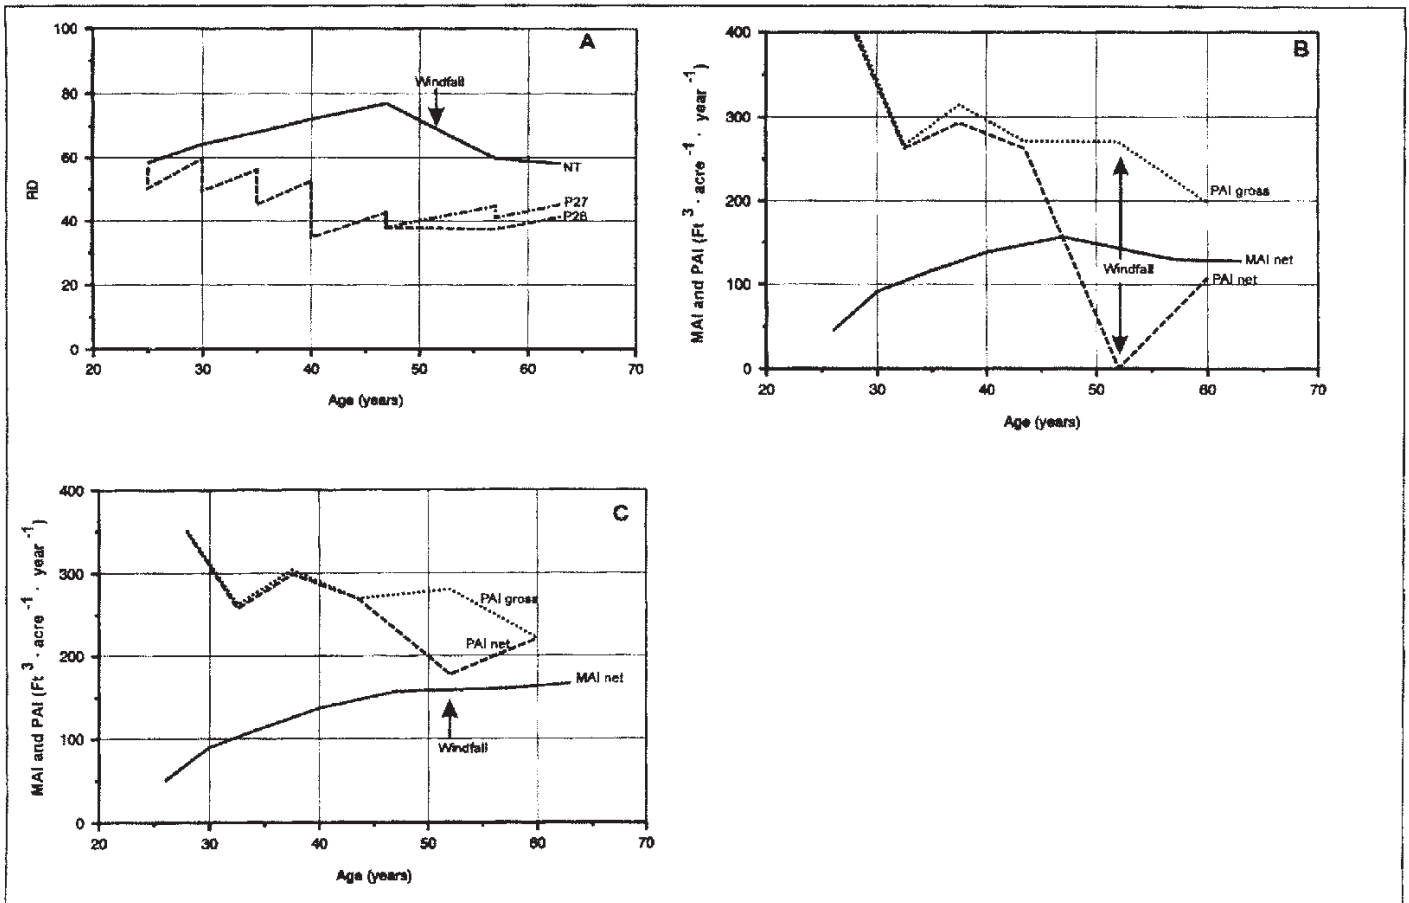 A
100
80
60
40
20
0
RD
Windfall
NT
P27
P28
20 30 40 50 60 70
Age (years)
B
400
300
200
100
0
MAI and PAI (Ft 3 · acre -1 · year -1)
PAI gross
MAI net
Windfall
PAI net
20 30 40 50 60 70
Age (years)
C
400
300
200
100
0
MAI and PAI (Ft 3 · acre -1 · year -1)
PAI gross
PAI net
MAI net
Windfall
20 30 40 50 60 70
Age (years)